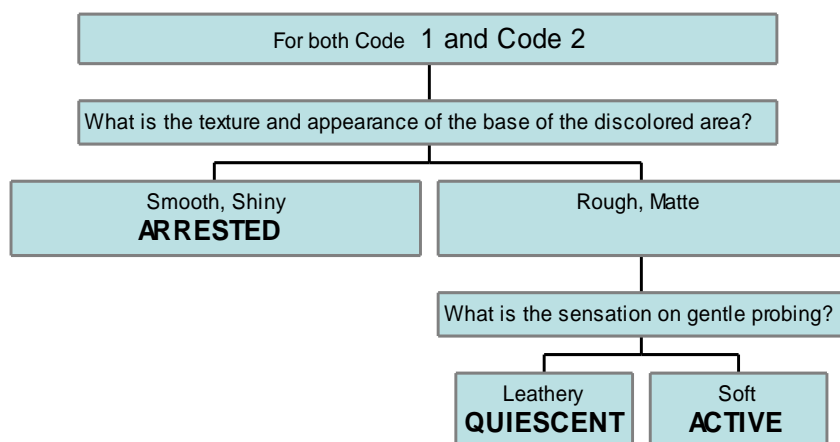 For both Code 1 and Code 2
What is the texture and appearance of the base of the discolored area?
Smooth, Shiny
ARRESTED
Rough, Matte
What is the sensation on gentle probing?
Leathery
QUIESCENT
Soft
ACTIVE